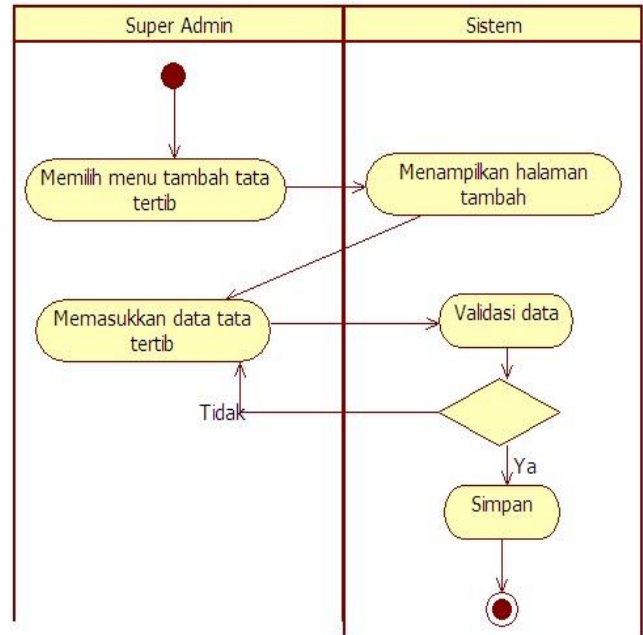 Super Admin
Sistem
Memilih menu tambah tata
tertib
Menampilkan halaman
tambah
Memasukkan data tata
tertib
Validasi data
Tidak
Ya
Simpan